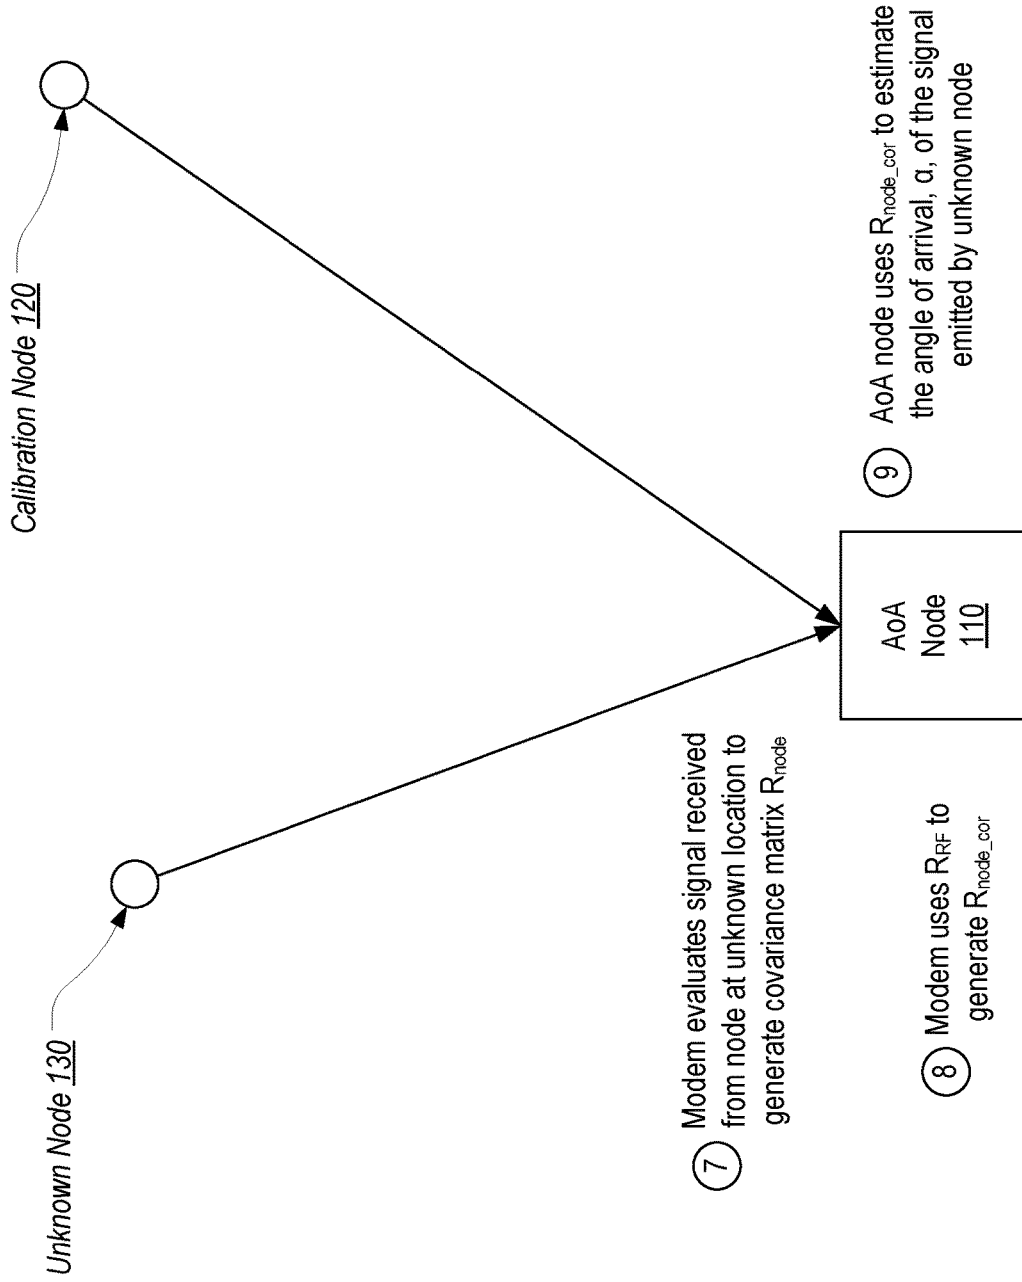 Unknown Node 130
Calibration Node 120
7
Modem evaluates signal received
from node at unknown location to
generate covariance matrix R_node
8
Modem uses R_RF to
generate R_node_cor
AoA
Node
110
9
AoA node uses R_node_cor to estimate
the angle of arrival, α, of the signal
emitted by unknown node